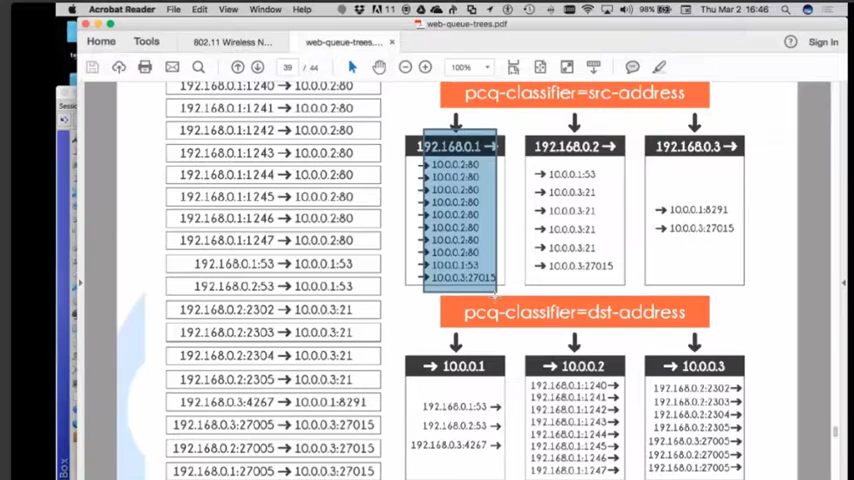 Acrobat Reader File Edit View Window Help 11 98% Thu Mar 2 16:46
web-queue-trees.pdf
Home Tools 802.11 Wireless N... web-queue-trees.... × ? Sign In
39 / 44 100%
Sessi
Box
192.168.0.1:1240 → 10.0.0.2:80
192.168.0.1:1241 → 10.0.0.2:80
192.168.0.1:1242 → 10.0.0.2:80
192.168.0.1:1243 → 10.0.0.2:80
192.168.0.1:1244 → 10.0.0.2:80
192.168.0.1:1245 → 10.0.0.2:80
192.168.0.1:1246 → 10.0.0.2:80
192.168.0.1:1247 → 10.0.0.2:80
192.168.0.1:53 → 10.0.0.1:53
192.168.0.2:53 → 10.0.0.1:53
192.168.0.2:2302 → 10.0.0.3:21
192.168.0.2:2303 → 10.0.0.3:21
192.168.0.2:2304 → 10.0.0.3:21
192.168.0.2:2305 → 10.0.0.3:21
192.168.0.3:4267 → 10.0.0.1:8291
192.168.0.3:27005 → 10.0.0.3:27015
192.168.0.2:27005 → 10.0.0.3:27015
192.168.0.1:27005 → 10.0.0.3:27015
pcq-classifier=src-address
192.168.0.1 →
→ 10.0.0.2:80
→ 10.0.0.2:80
→ 10.0.0.2:80
→ 10.0.0.2:80
→ 10.0.0.2:80
→ 10.0.0.2:80
→ 10.0.0.2:80
→ 10.0.0.2:80
→ 10.0.0.1:53
→ 10.0.0.3:27015
192.168.0.2 →
→ 10.0.0.1:53
→ 10.0.0.3:21
→ 10.0.0.3:21
→ 10.0.0.3:21
→ 10.0.0.3:21
→ 10.0.0.3:27015
192.168.0.3 →
→ 10.0.0.1:8291
→ 10.0.0.3:27015
pcq-classifier=dst-address
→ 10.0.0.1
192.168.0.1:53 →
192.168.0.2:53 →
192.168.0.3:4267 →
→ 10.0.0.2
192.168.0.1:1240 →
192.168.0.1:1241 →
192.168.0.1:1242 →
192.168.0.1:1243 →
192.168.0.1:1244 →
192.168.0.1:1245 →
192.168.0.1:1246 →
192.168.0.1:1247 →
→ 10.0.0.3
192.168.0.2:2302 →
192.168.0.2:2303 →
192.168.0.2:2304 →
192.168.0.2:2305 →
192.168.0.3:27005 →
192.168.0.2:27005 →
192.168.0.1:27005 →